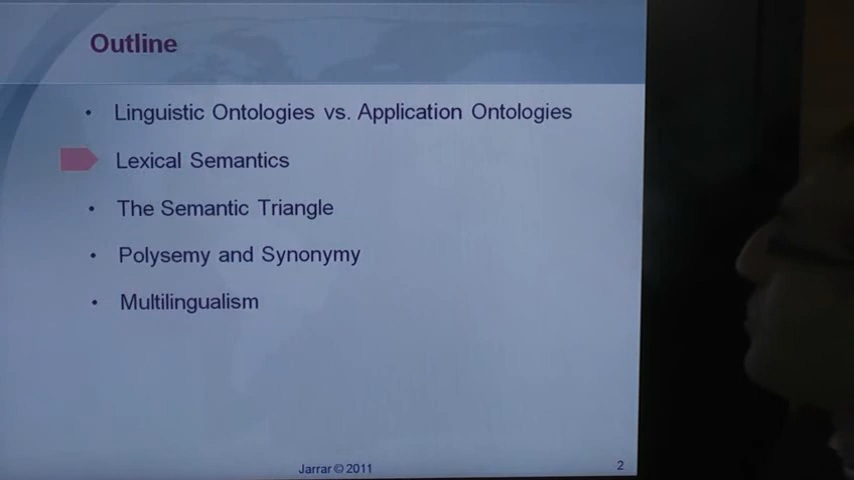 Outline
• Linguistic Ontologies vs. Application Ontologies
Lexical Semantics
• The Semantic Triangle
• Polysemy and Synonymy
• Multilingualism
Jarrar © 2011
2